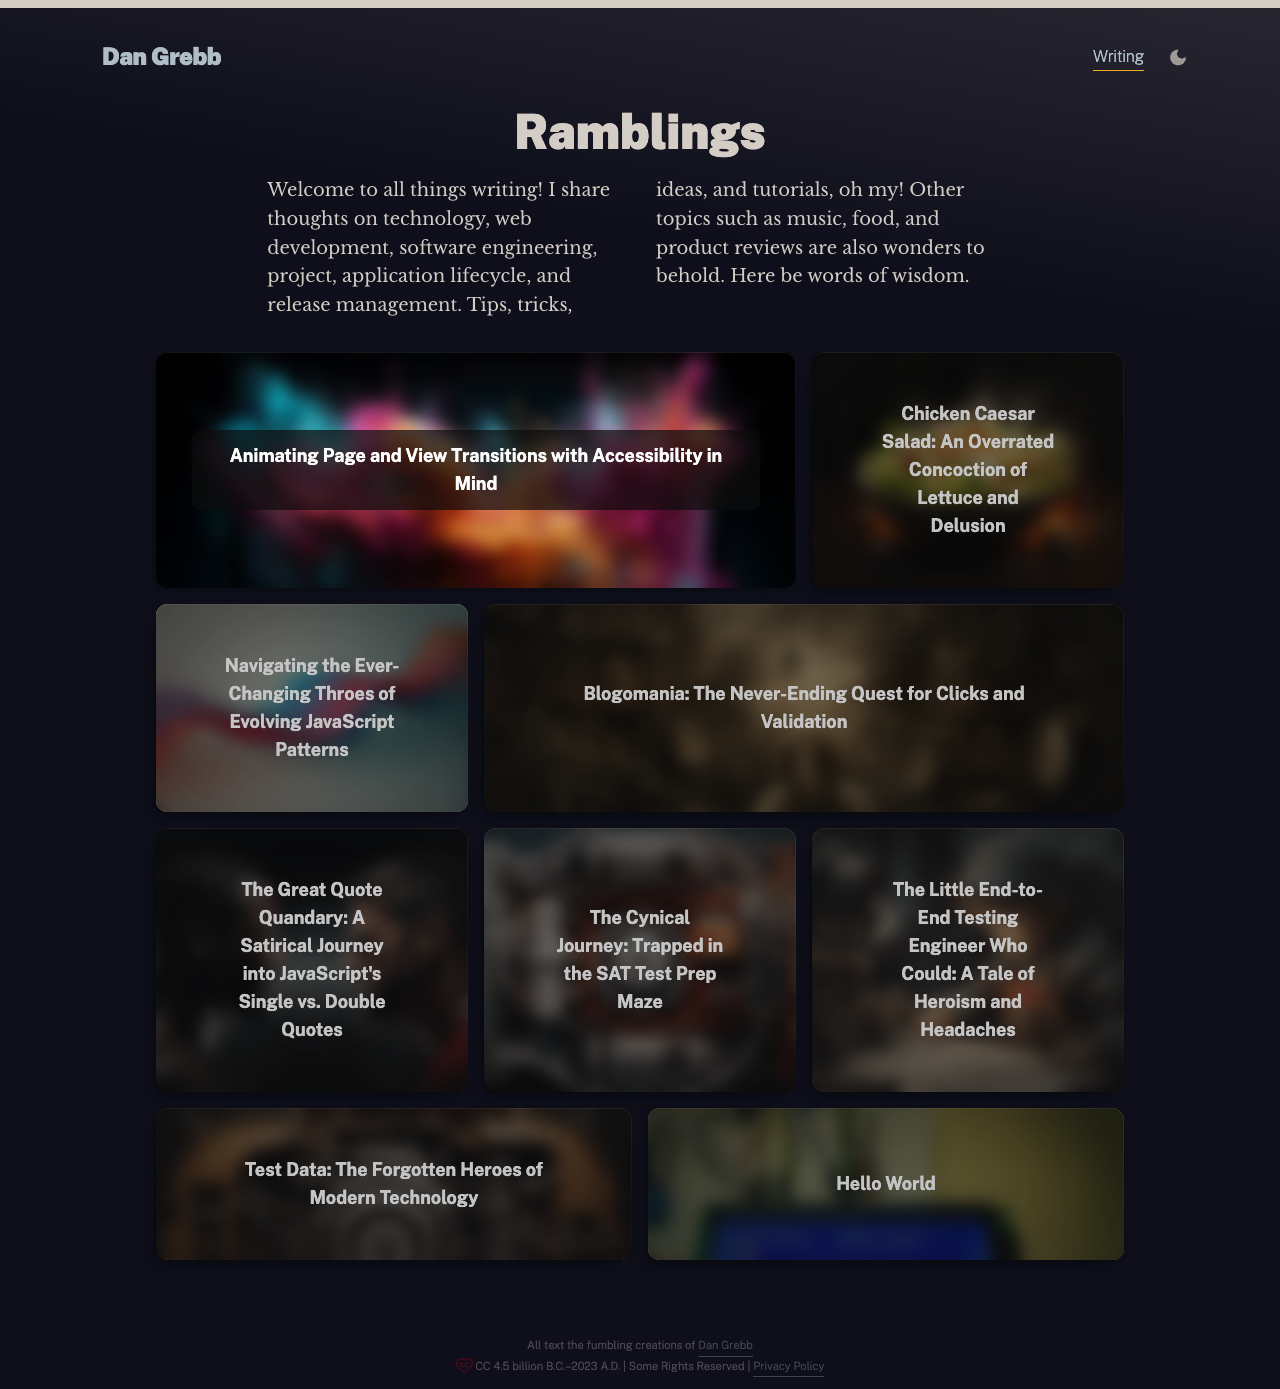 Dan Grebb
Writing
Ramblings
Welcome to all things writing! I share
thoughts on technology, web
development, software engineering,
project, application lifecycle, and
release management. Tips, tricks,
ideas, and tutorials, oh my! Other
topics such as music, food, and
product reviews are also wonders to
behold. Here be words of wisdom.
Animating Page and View Transitions with Accessibility in
Mind
Chicken Caesar
Salad: An Overrated
Concoction of
Lettuce and
Delusion
Navigating the Ever-
Changing Throes of
Evolving JavaScript
Patterns
Blogomania: The Never-Ending Quest for Clicks and
Validation
The Great Quote
Quandary: A
Satirical Journey
into JavaScript's
Single vs. Double
Quotes
The Cynical
Journey: Trapped in
the SAT Test Prep
Maze
The Little End-to-
End Testing
Engineer Who
Could: A Tale of
Heroism and
Headaches
Test Data: The Forgotten Heroes of
Modern Technology
Hello World
All text the fumbling creations of Dan Grebb
CC 4.5 billion B.C.–2023 A.D. | Some Rights Reserved | Privacy Policy